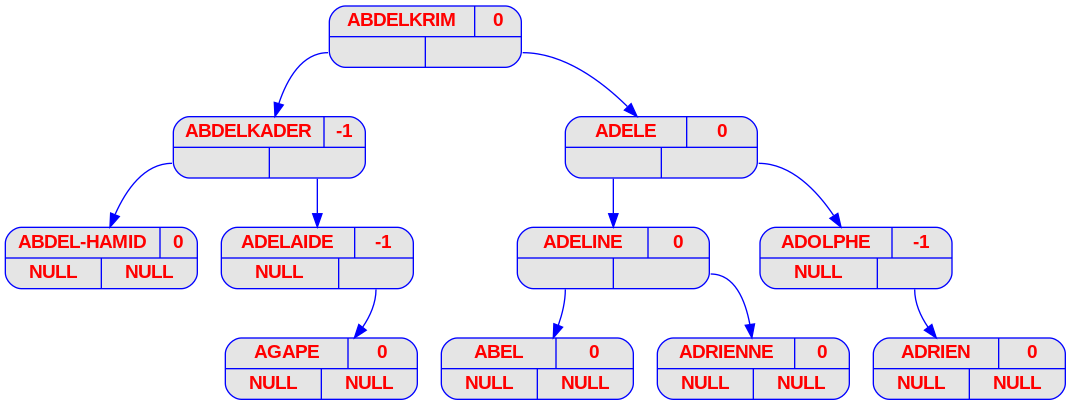 ABDELKRIM 0
ABDELKADER -1
ADELE 0
ABDEL-HAMID 0
NULL NULL
ADELAIDE -1
NULL
ADELINE 0
ADOLPHE -1
NULL
AGAPE 0
NULL NULL
ABEL 0
NULL NULL
ADRIENNE 0
NULL NULL
ADRIEN 0
NULL NULL